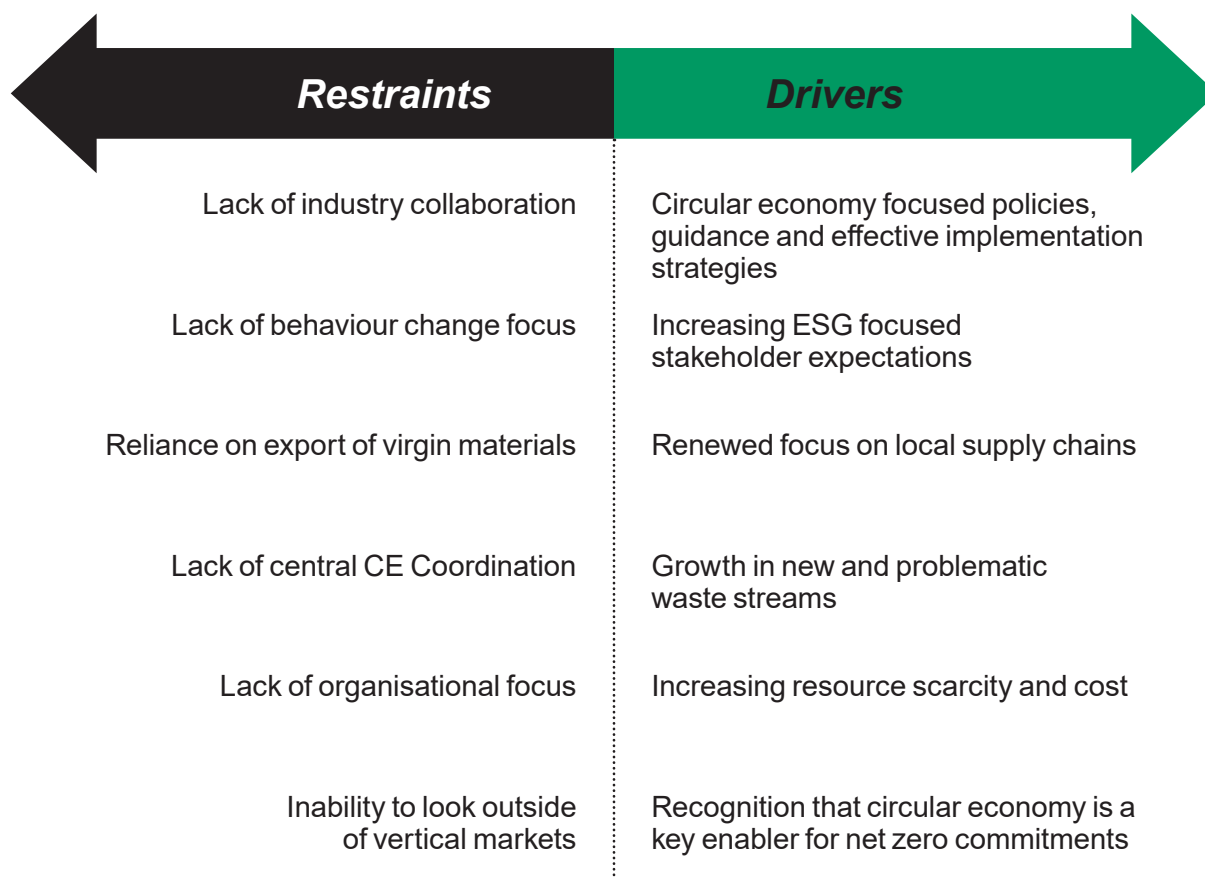 Restraints
Drivers
Lack of industry collaboration
Circular economy focused policies,
guidance and effective implementation
strategies
Lack of behaviour change focus
Increasing ESG focused
stakeholder expectations
Reliance on export of virgin materials
Renewed focus on local supply chains
Lack of central CE Coordination
Growth in new and problematic
waste streams
Lack of organisational focus
Increasing resource scarcity and cost
Inability to look outside
of vertical markets
Recognition that circular economy is a
key enabler for net zero commitments